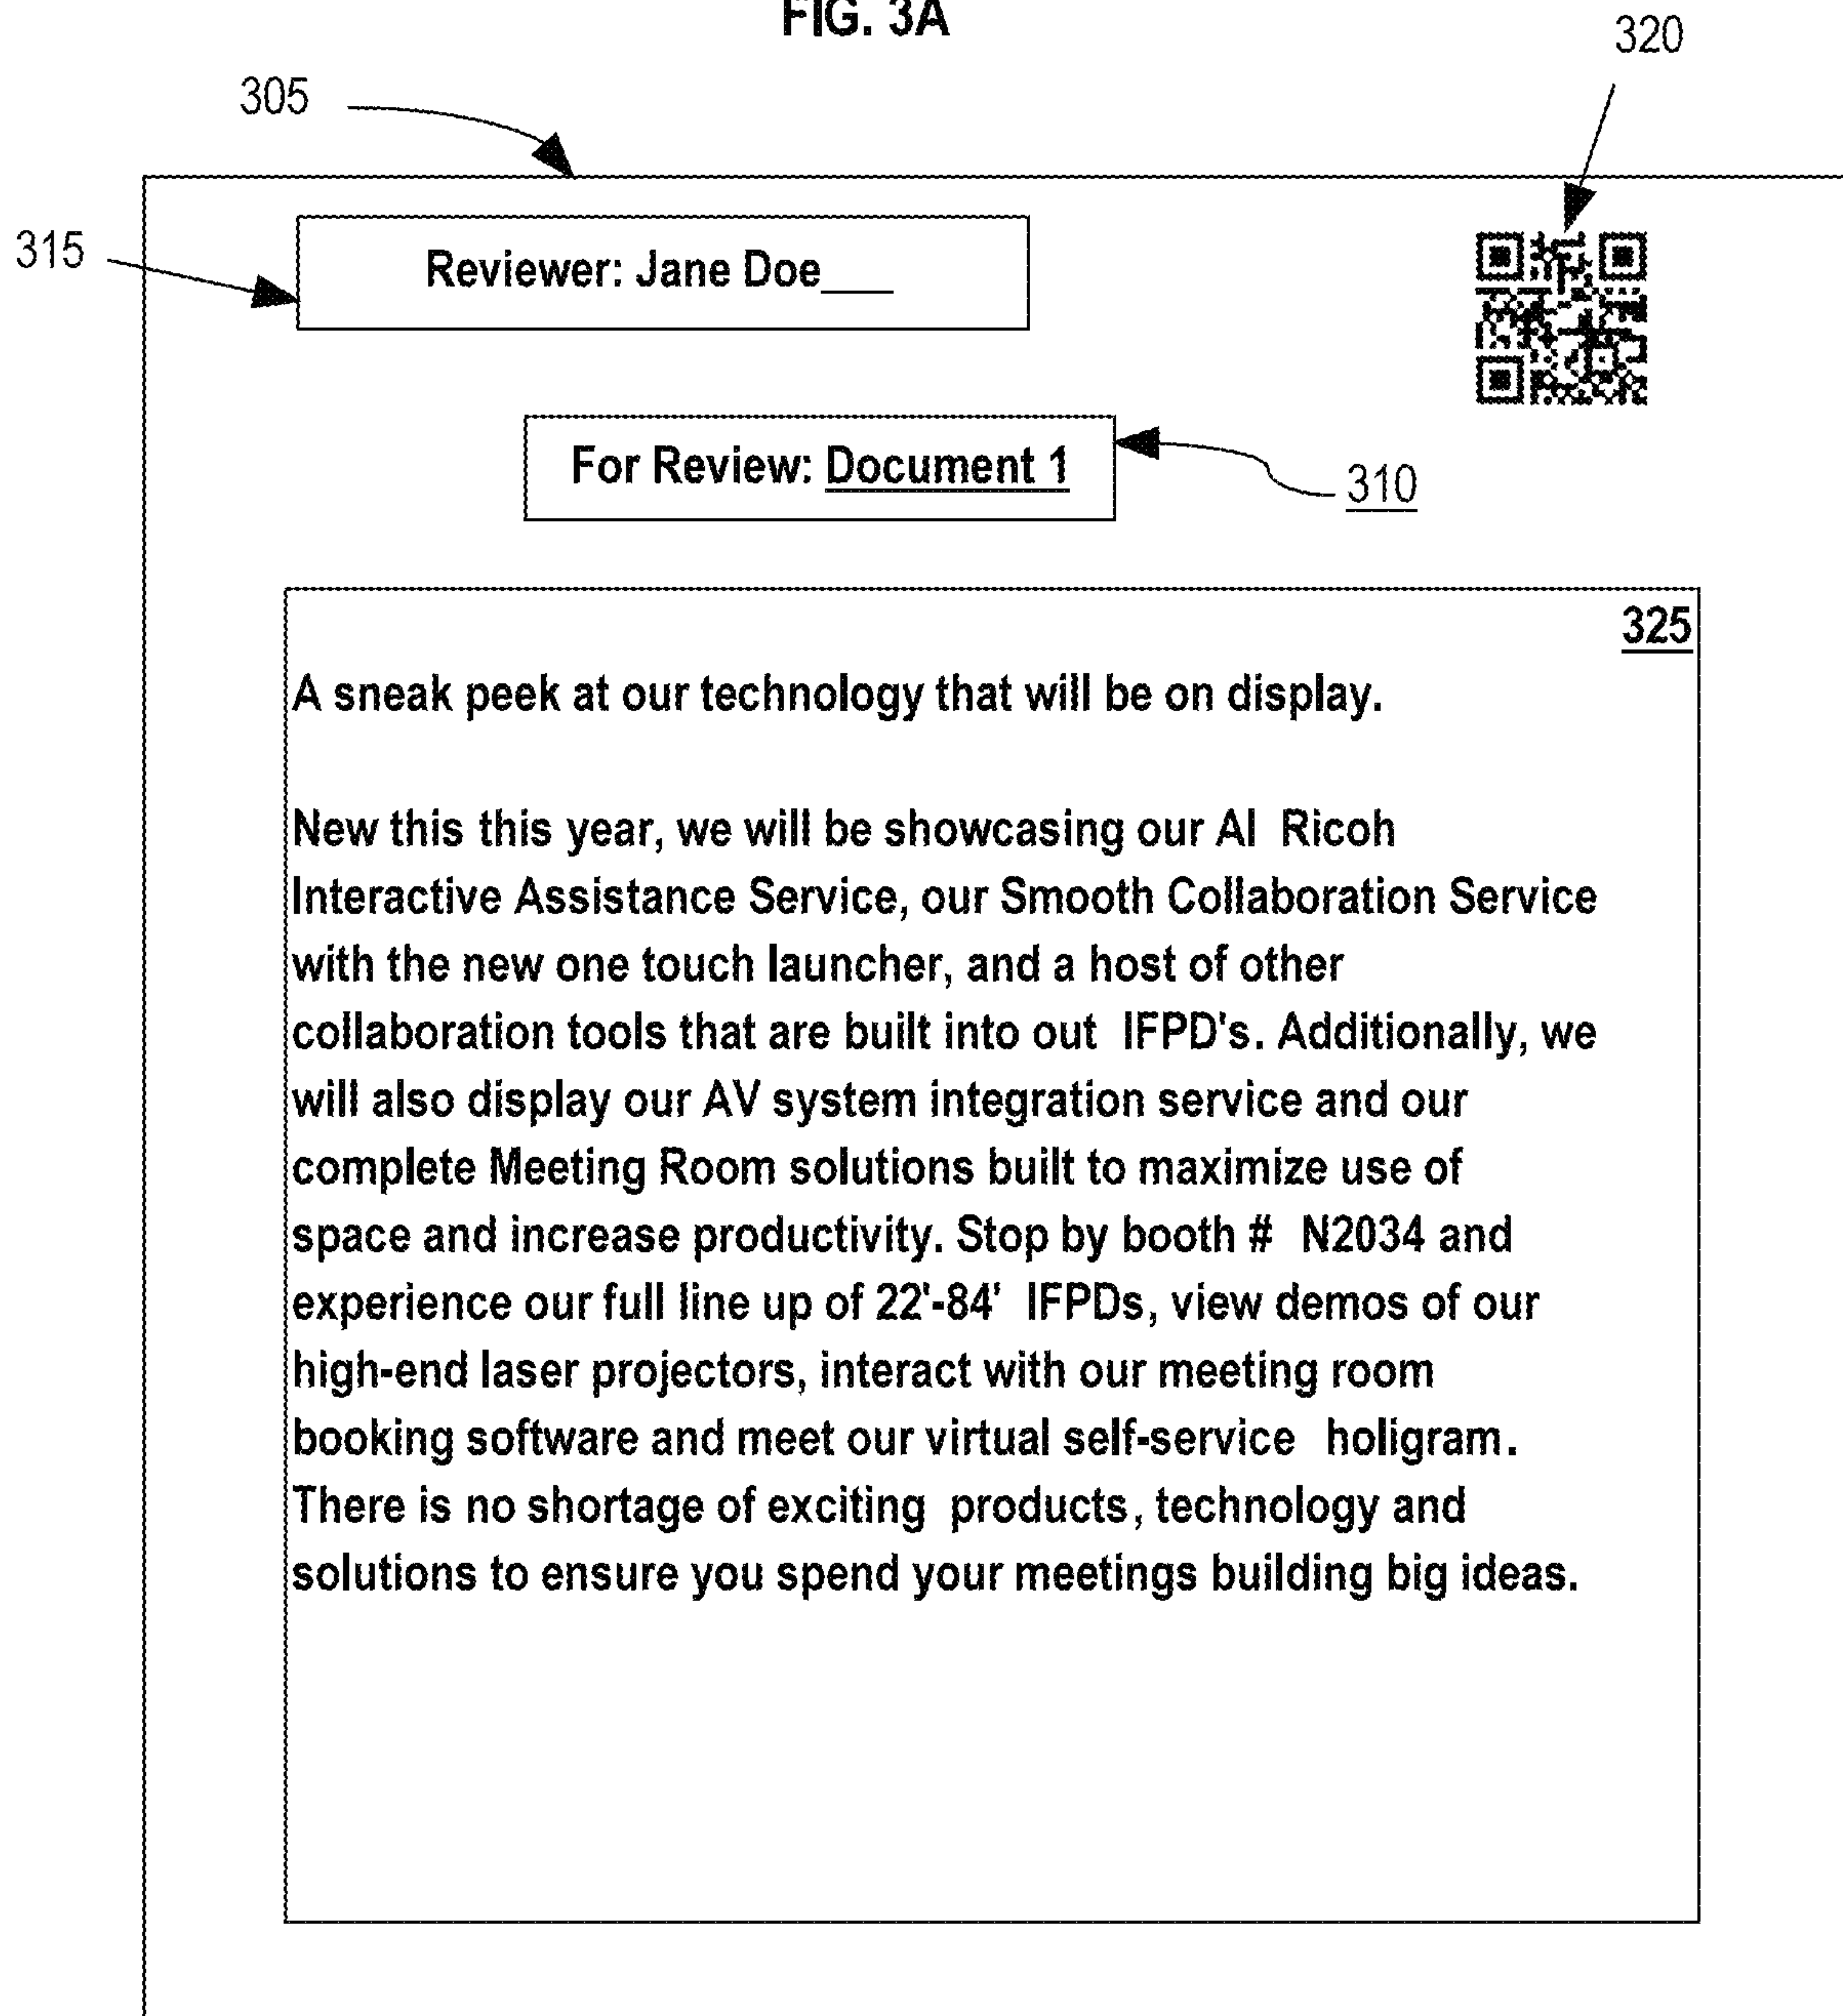 FIG. 3A
320
305
315
Reviewer: Jane Doe___
For Review: Document 1
310
325
A sneak peek at our technology that will be on display.
New this this year, we will be showcasing our AI Ricoh
Interactive Assistance Service, our Smooth Collaboration Service
with the new one touch launcher, and a host of other
collaboration tools that are built into out IFPD's. Additionally, we
will also display our AV system integration service and our
complete Meeting Room solutions built to maximize use of
space and increase productivity. Stop by booth # N2034 and
experience our full line up of 22'-84' IFPDs, view demos of our
high-end laser projectors, interact with our meeting room
booking software and meet our virtual self-service holigram.
There is no shortage of exciting products, technology and
solutions to ensure you spend your meetings building big ideas.